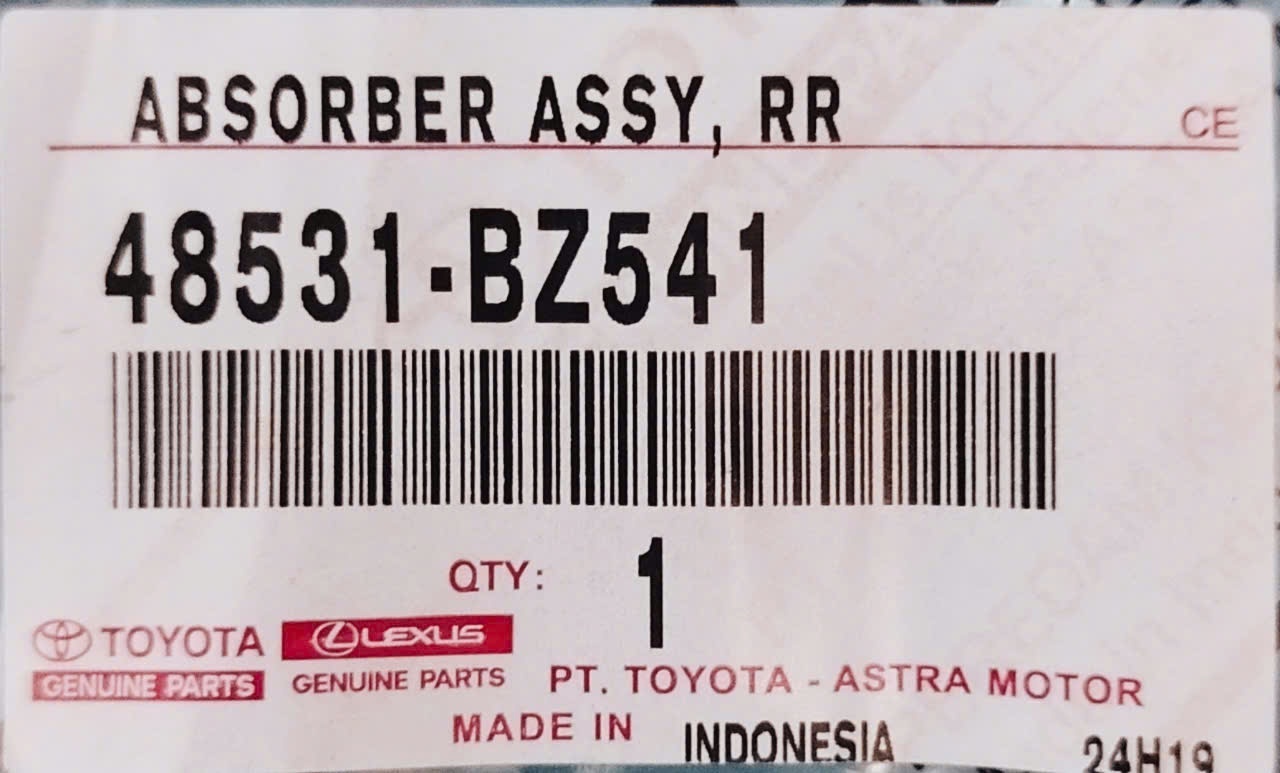 ABSORBER ASSY, RR
CE
48531-BZ541
QTY: 1
TOYOTA
GENUINE PARTS
LEXUS
GENUINE PARTS
PT. TOYOTA - ASTRA MOTOR
MADE IN INDONESIA
24H19